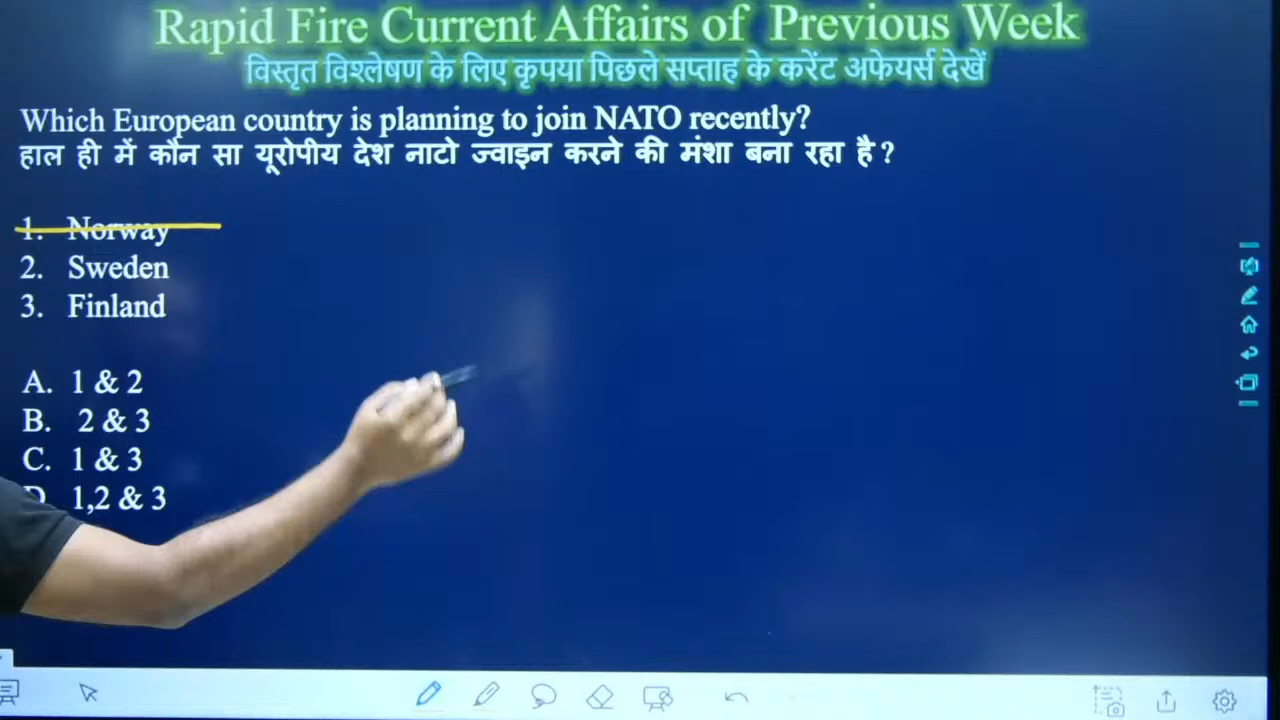 Rapid Fire Current Affairs of Previous Week
विस्तृत विश्लेषण के लिए कृपया पिछले सप्ताह के करेंट अफेयर्स देखें
Which European country is planning to join NATO recently?
हाल ही में कौन सा यूरोपीय देश नाटो ज्वाइन करने की मंशा बना रहा है ?
1. Norway
2. Sweden
3. Finland
A. 1 & 2
B. 2 & 3
C. 1 & 3
D. 1,2 & 3